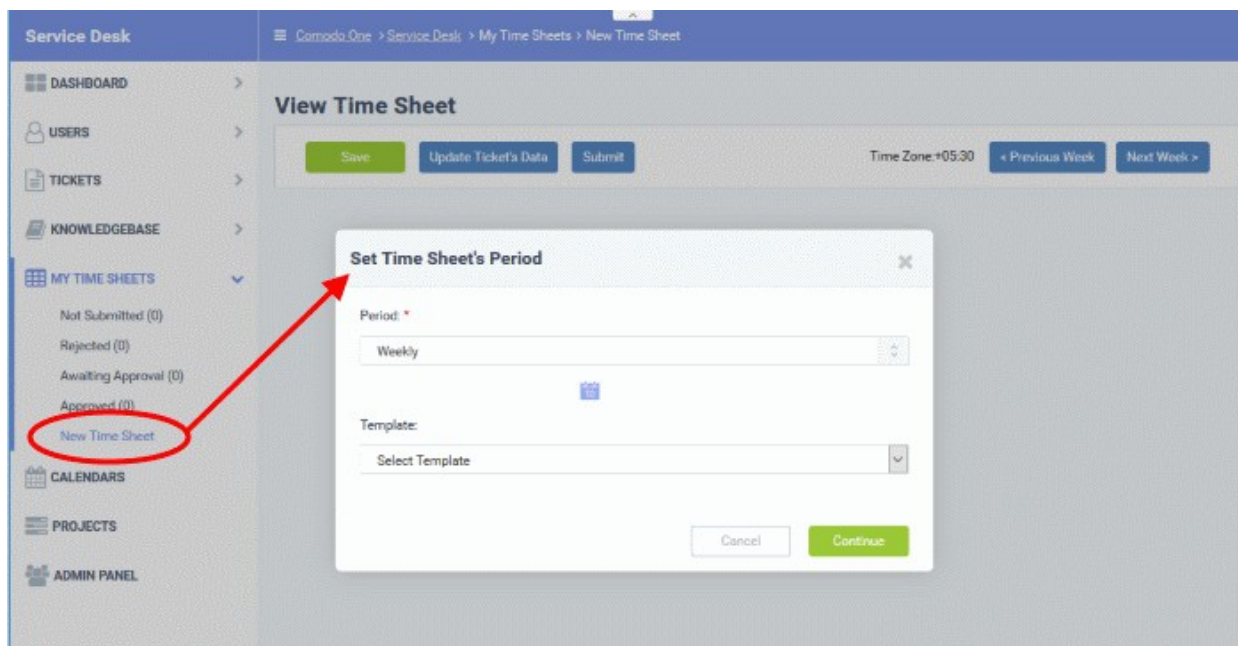 Service Desk
Comodo One > Service Desk > My Time Sheets > New Time Sheet
DASHBOARD
USERS
TICKETS
KNOWLEDGEBASE
MY TIME SHEETS
Not Submitted (0)
Rejected (0)
Awaiting Approval (0)
Approved (0)
New Time Sheet
CALENDARS
PROJECTS
ADMIN PANEL
View Time Sheet
Save Update Ticket's Data Submit Time Zone:+05:30 < Previous Week Next Week >
Set Time Sheet's Period
Period: *
Weekly
Template:
Select Template
Cancel Continue